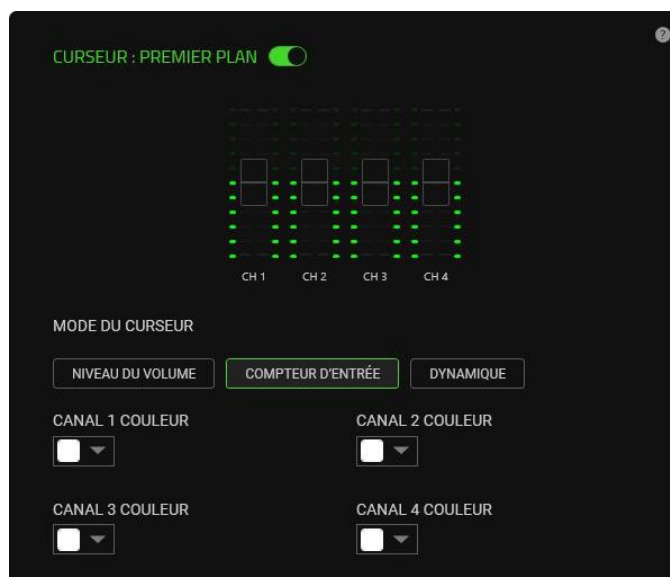 ?
CURSEUR : PREMIER PLAN
CH 1 CH 2 CH 3 CH 4
MODE DU CURSEUR
NIVEAU DU VOLUME COMPTEUR D'ENTRÉE DYNAMIQUE
CANAL 1 COULEUR CANAL 2 COULEUR
CANAL 3 COULEUR CANAL 4 COULEUR